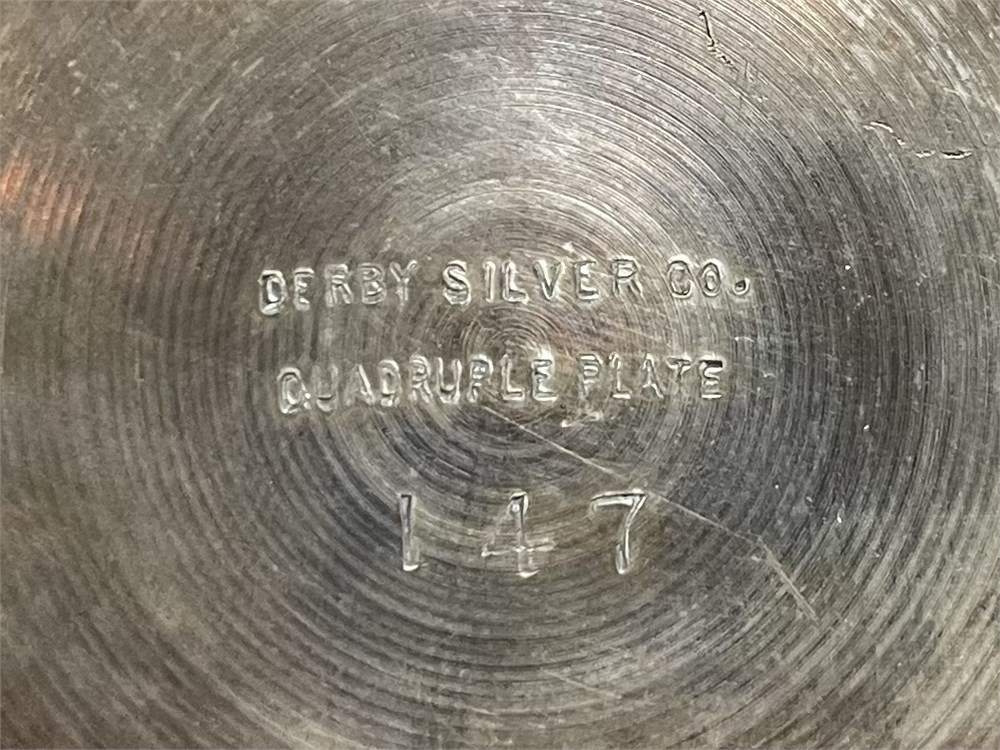 DERBY SILVER CO.
QUADRUPLE PLATE
147